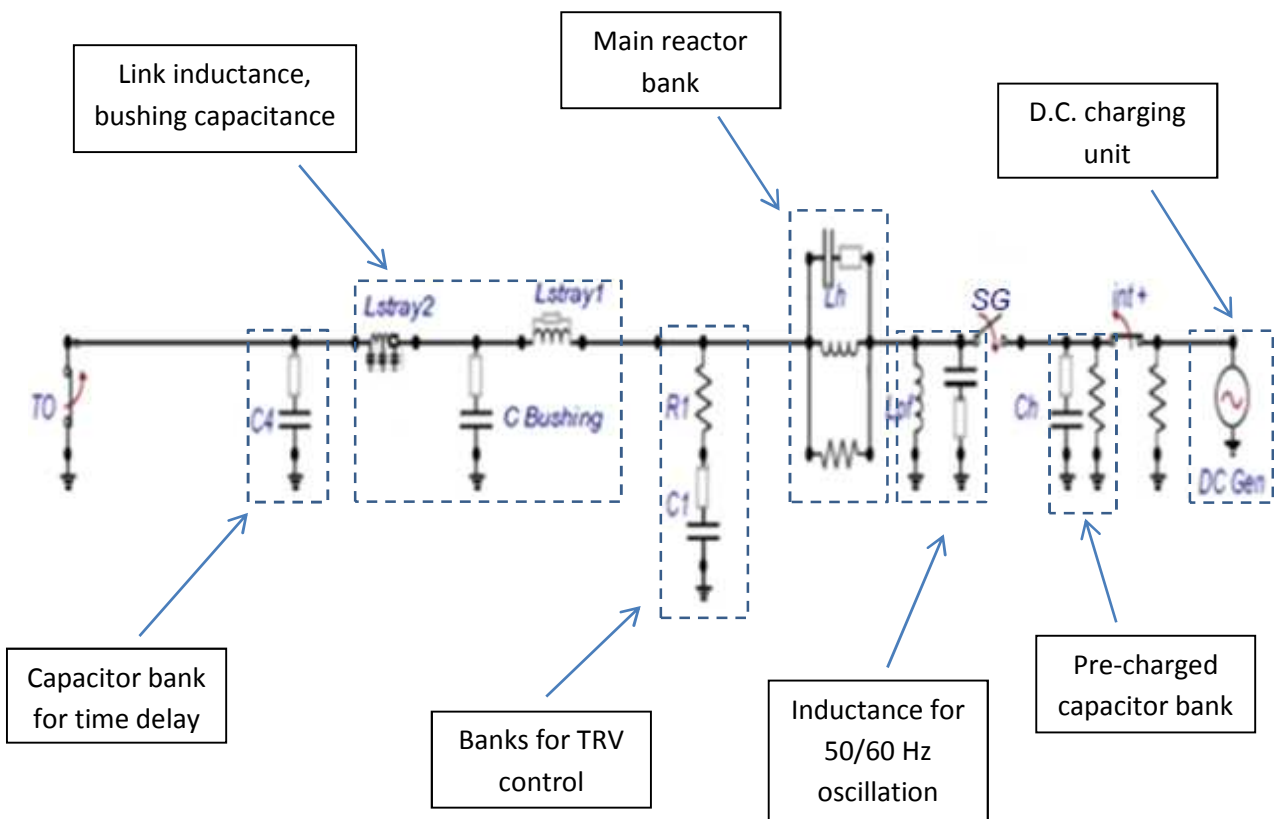 Link inductance,
bushing capacitance
Main reactor
bank
D.C. charging
unit
Lstray2
Lstray1
Lh
SG
int+
TO
C4
C Bushing
R1
C1
Lpf
Ch
DC Gen
Capacitor bank
for time delay
Banks for TRV
control
Inductance for
50/60 Hz
oscillation
Pre-charged
capacitor bank